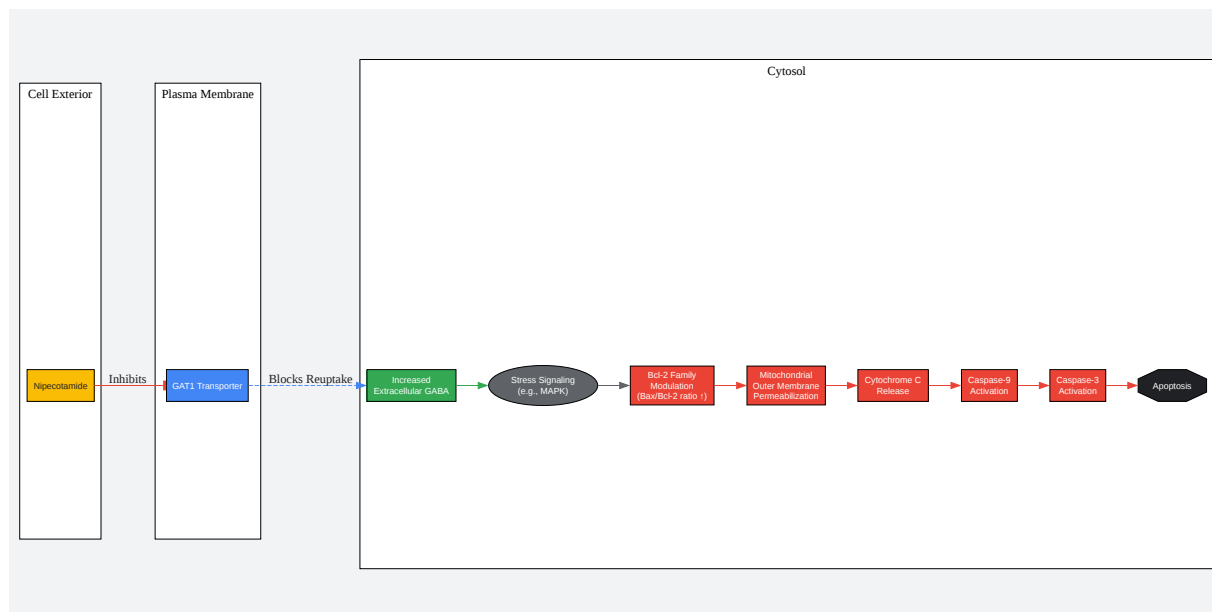 Cytosol
Cell Exterior
Plasma Membrane
Nipecotamide
Inhibits
GAT1 Transporter
Blocks Reuptake
Increased
Extracellular GABA
Stress Signaling
(e.g., MAPK)
Bcl-2 Family
Modulation
(Bax/Bcl-2 ratio ↑)
Mitochondrial
Outer Membrane
Permeabilization
Cytochrome C
Release
Caspase-9
Activation
Caspase-3
Activation
Apoptosis